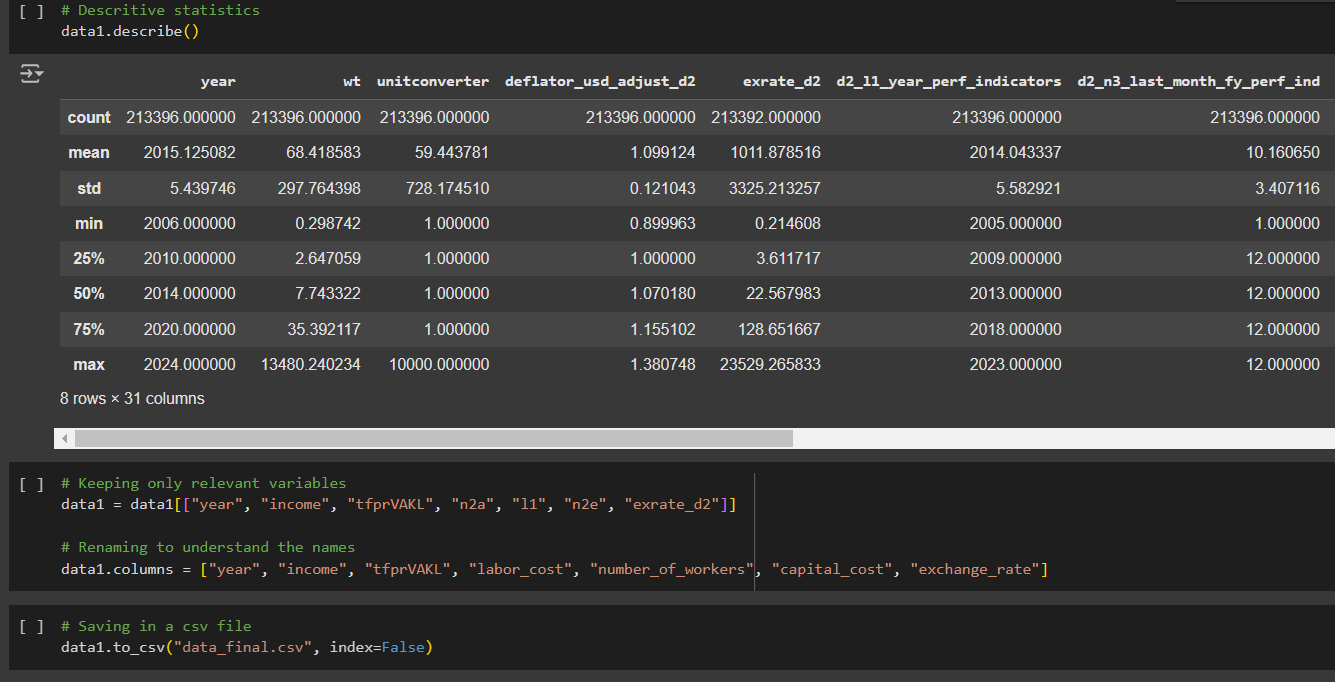 [ ] # Descritive statistics
data1.describe()
year wt unitconverter deflator_usd_adjust_d2 exrate_d2 d2_l1_year_perf_indicators d2_n3_last_month_fy_perf_ind
count 213396.000000 213396.000000 213396.000000 213396.000000 213392.000000 213396.000000 213396.000000
mean 2015.125082 68.418583 59.443781 1.099124 1011.878516 2014.043337 10.160650
std 5.439746 297.764398 728.174510 0.121043 3325.213257 5.582921 3.407116
min 2006.000000 0.298742 1.000000 0.899963 0.214608 2005.000000 1.000000
25% 2010.000000 2.647059 1.000000 1.000000 3.611717 2009.000000 12.000000
50% 2014.000000 7.743322 1.000000 1.070180 22.567983 2013.000000 12.000000
75% 2020.000000 35.392117 1.000000 1.155102 128.651667 2018.000000 12.000000
max 2024.000000 13480.240234 10000.000000 1.380748 23529.265833 2023.000000 12.000000
8 rows × 31 columns
[ ] # Keeping only relevant variables
data1 = data1[["year", "income", "tfprVAKL", "n2a", "l1", "n2e", "exrate_d2"]]
# Renaming to understand the names
data1.columns = ["year", "income", "tfprVAKL", "labor_cost", "number_of_workers", "capital_cost", "exchange_rate"]
[ ] # Saving in a csv file
data1.to_csv("data_final.csv", index=False)